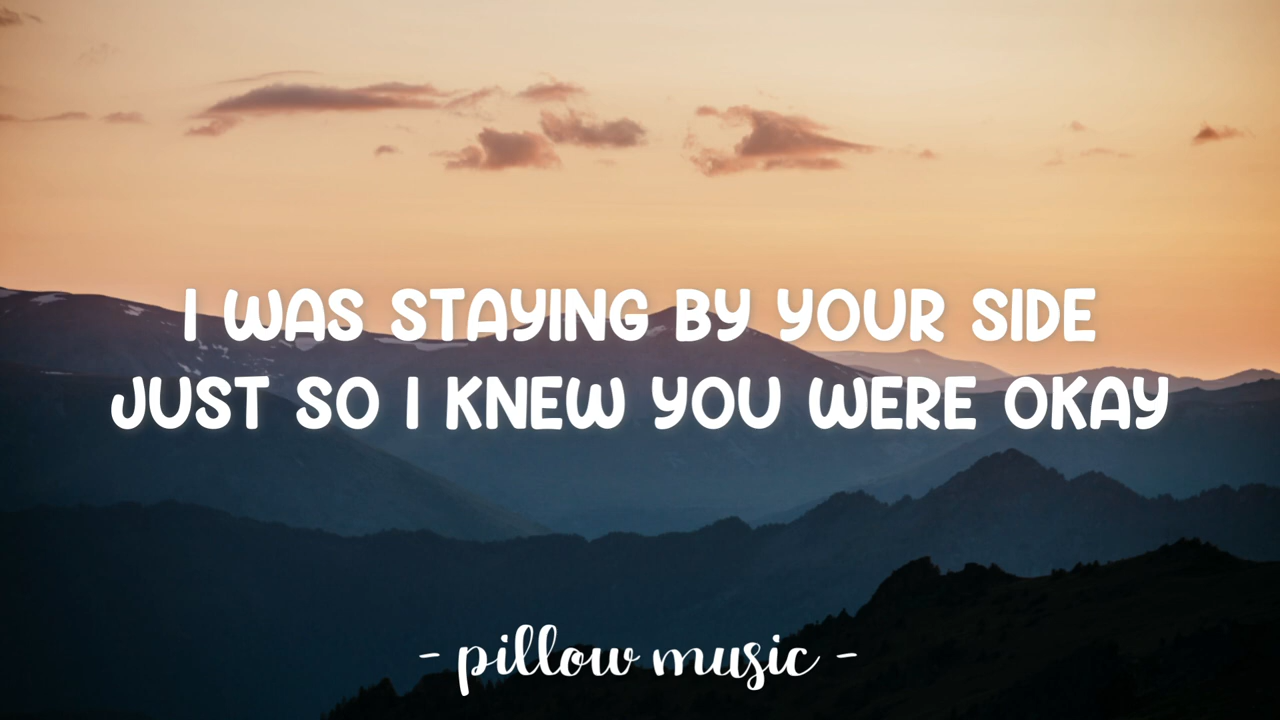 I WAS STAYING BY YOUR SIDE
JUST SO I KNEW YOU WERE OKAY
- pillow music -